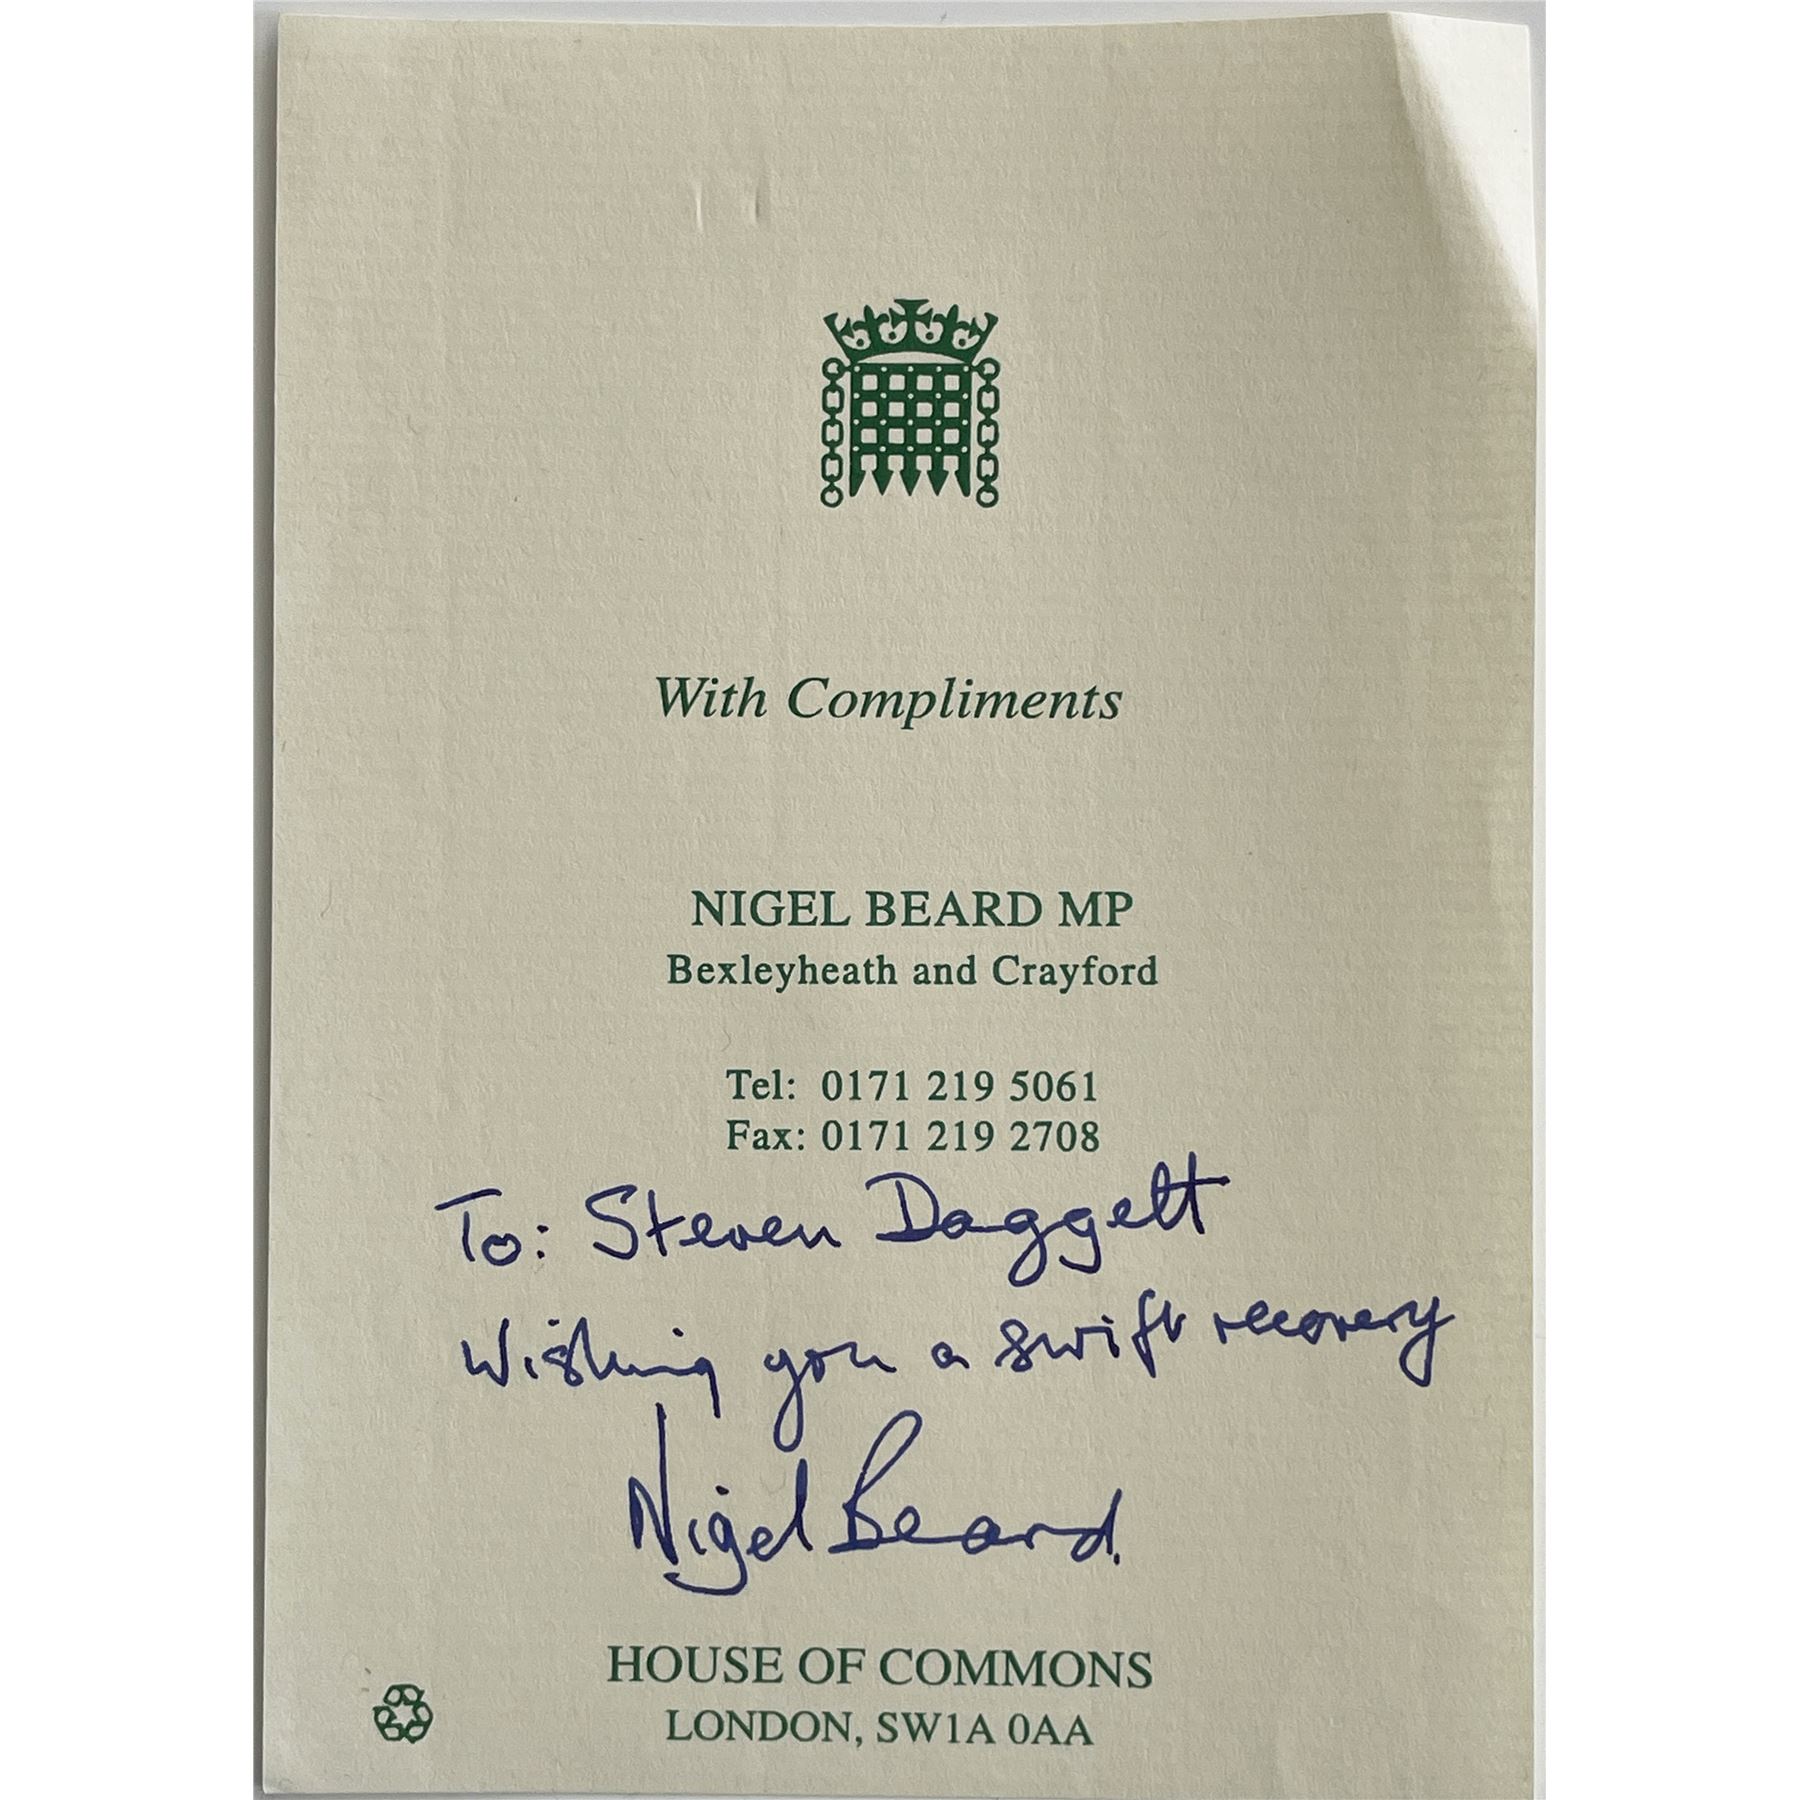 With Compliments
NIGEL BEARD MP
Bexleyheath and Crayford
Tel: 0171 219 5061
Fax: 0171 219 2708
To: Steven Daggett
Wishing you a swift recovery
Nigel Beard.
HOUSE OF COMMONS
LONDON, SW1A 0AA